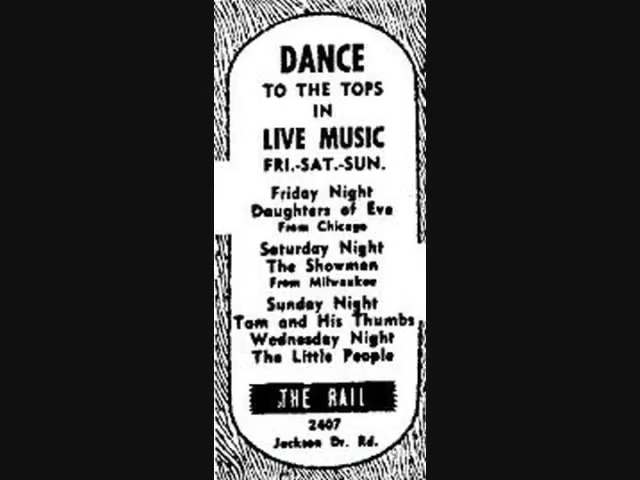 DANCE
TO THE TOPS
IN
LIVE MUSIC
FRI.-SAT.-SUN.
Friday Night
Daughters of Eve
From Chicago
Saturday Night
The Showmen
From Milwaukee
Sunday Night
Tom and His Thumbs
Wednesday Night
The Little People
THE RAIL
2407
Jackson Dr. Rd.